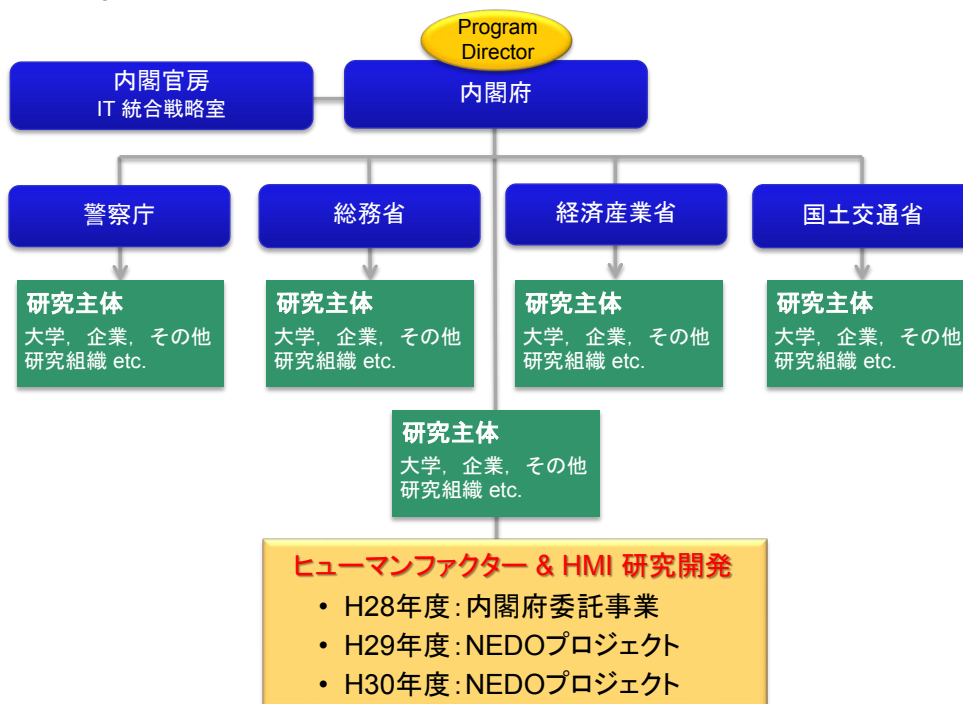 Program
Director
内閣官房
IT 統合戦略室
内閣府
警察庁
総務省
経済産業省
国土交通省
研究主体
大学，企業，その他
研究組織 etc.
研究主体
大学，企業，その他
研究組織 etc.
研究主体
大学，企業，その他
研究組織 etc.
研究主体
大学，企業，その他
研究組織 etc.
研究主体
大学，企業，その他
研究組織 etc.
ヒューマンファクター & HMI 研究開発
• H28年度：内閣府委託事業
• H29年度：NEDOプロジェクト
• H30年度：NEDOプロジェクト